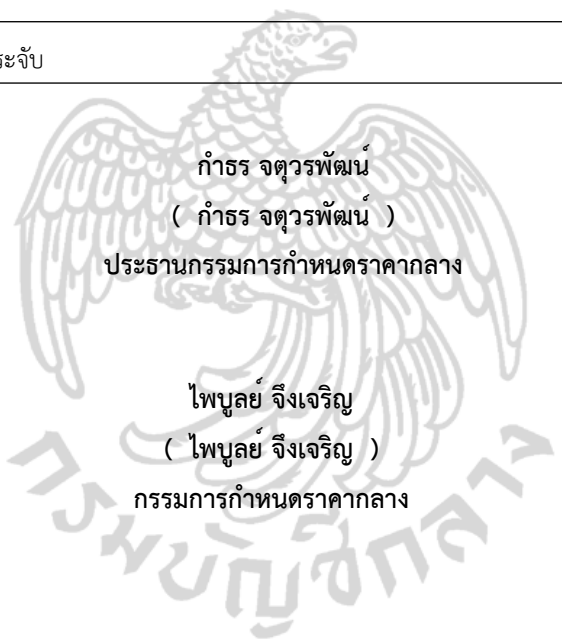 ระจับ
กำธร จตุวรพัฒน์
( กำธร จตุวรพัฒน์ )
ประธานกรรมการกำหนดราคากลาง
ไพบูลย์ จึงเจริญ
( ไพบูลย์ จึงเจริญ )
กรรมการกำหนดราคากลาง
กรมบัญชีกลาง